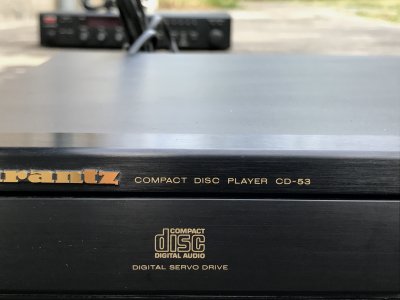 rantz COMPACT DISC PLAYER CD-53
COMPACT
disc
DIGITAL AUDIO
DIGITAL SERVO DRIVE